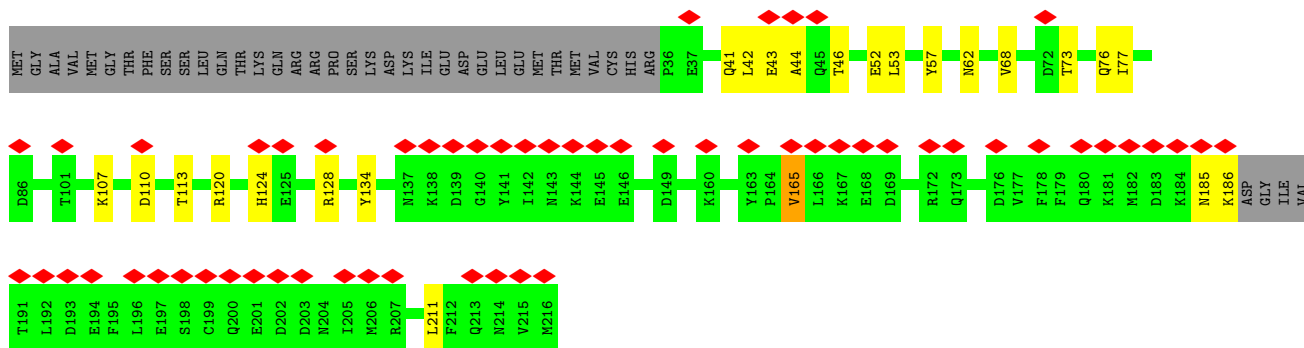 MET GLY ALA VAL MET GLY THR PHE SER SER LEU GLN THR LYS GLN ARG ARG PRO SER LYS ASP LYS ILE GLU ASP GLU LEU GLU MET THR MET VAL CYS HIS ARG P36 E37 Q41 L42 E43 A44 Q45 T46 E52 L53 Y57 N62 V68 D72 T73 Q76 I77
D86 T101 K107 D110 T113 R120 H124 E125 R128 Y134 N137 K138 D139 G140 Y141 I142 N143 K144 E145 E146 D149 K160 Y163 P164 V165 L166 K167 E168 D169 R172 Q173 D176 V177 F178 F179 Q180 K181 M182 D183 K184 N185 K186 ASP GLY ILE VAL
T191 L192 D193 E194 F195 L196 E197 S198 C199 Q200 E201 D202 D203 N204 I205 M206 R207 L211 F212 Q213 N214 V215 M216